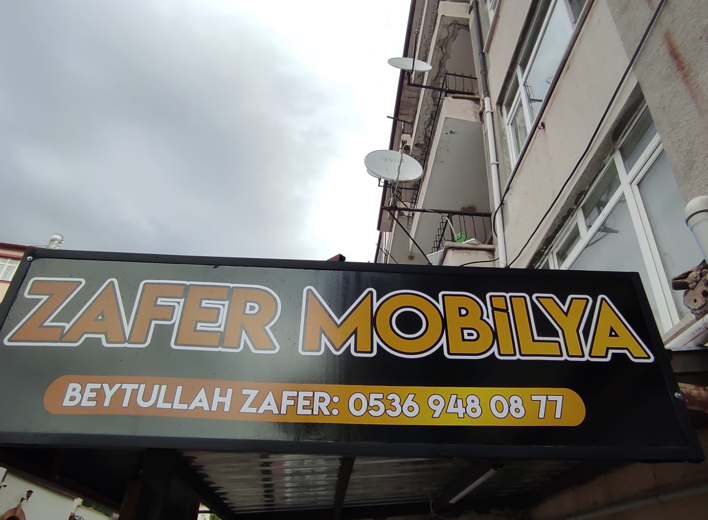 ZAFER MOBİLYA
BEYTULLAH ZAFER: 0536 948 08 77